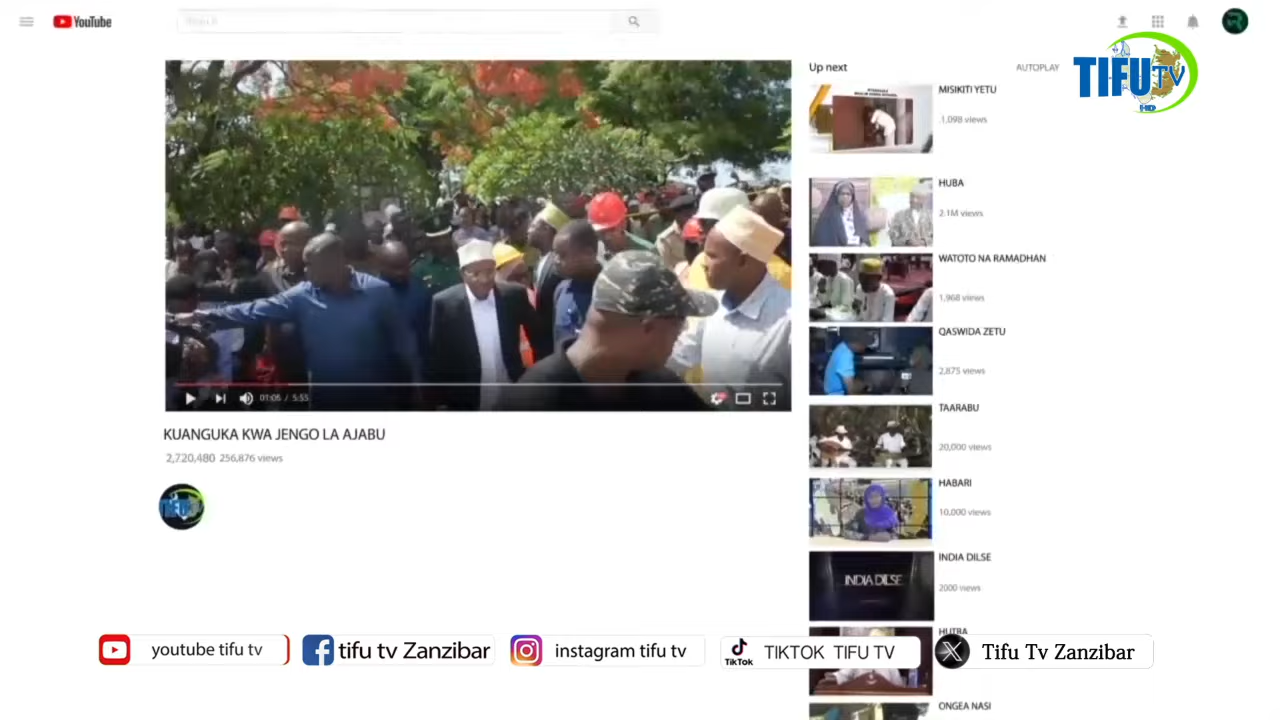 YouTube
TIFU TV
Up next
AUTOPLAY
MISIKITI YETU
1,098 views
HUBA
2.1M views
WATOTO NA RAMADHAN
1,968 views
QASWIDA ZETU
2,875 views
TAARABU
20,000 views
HABARI
10,000 views
INDIA DILSE
INDIA DILSE
2000 views
HUTBA
ONGEA NASI
01:05 / 5:55
KUANGUKA KWA JENGO LA AJABU
2,720,480 256,876 views
TIFU
youtube tifu tv
tifu tv Zanzibar
instagram tifu tv
TikTok
TIKTOK TIFU TV
Tifu Tv Zanzibar